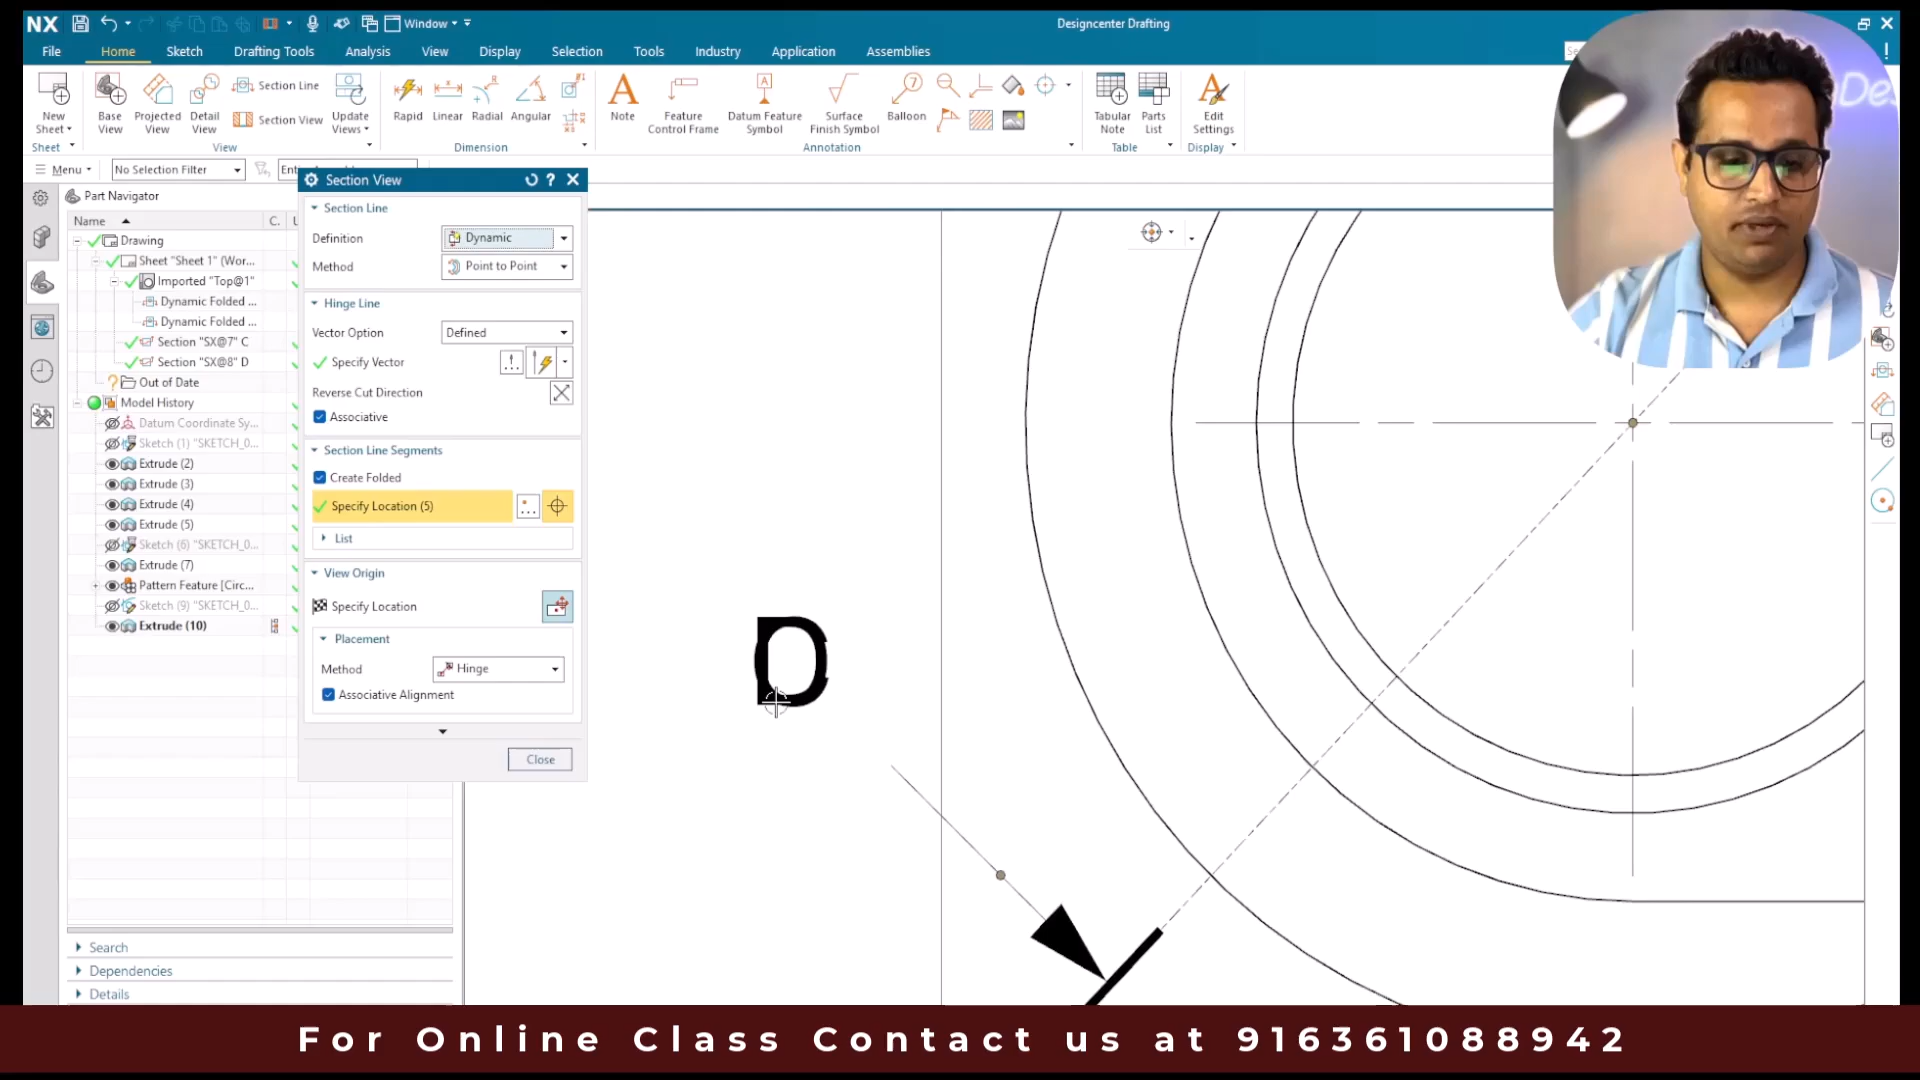 NX Window Designcenter Drafting
File Home Sketch Drafting Tools Analysis View Display Selection Tools Industry Application Assemblies
New Sheet
Base View
Projected View
Detail View
Section Line
Section View
Update Views
Rapid Linear Radial Angular
Note
Feature Control Frame
Datum Feature Symbol
Surface Finish Symbol
Balloon
Tabular Note
Parts List
Edit Settings
Sheet View Dimension Annotation Table Display
Menu No Selection Filter
Part Navigator
Name C.
Drawing
Sheet "Sheet 1" (Wor...
Imported "Top@1"
Dynamic Folded ...
Dynamic Folded ...
Section "SX@7" C
Section "SX@8" D
Out of Date
Model History
Datum Coordinate Sy...
Sketch (1) "SKETCH_0...
Extrude (2)
Extrude (3)
Extrude (4)
Extrude (5)
Sketch (6) "SKETCH_0...
Extrude (7)
Pattern Feature [Circ...
Sketch (9) "SKETCH_0...
Extrude (10)
Search
Dependencies
Details
Section View
Section Line
Definition Dynamic
Method Point to Point
Hinge Line
Vector Option Defined
Specify Vector
Reverse Cut Direction
Associative
Section Line Segments
Create Folded
Specify Location (5)
List
View Origin
Specify Location
Placement
Method Hinge
Associative Alignment
Close
D
For Online Class Contact us at 916361088942